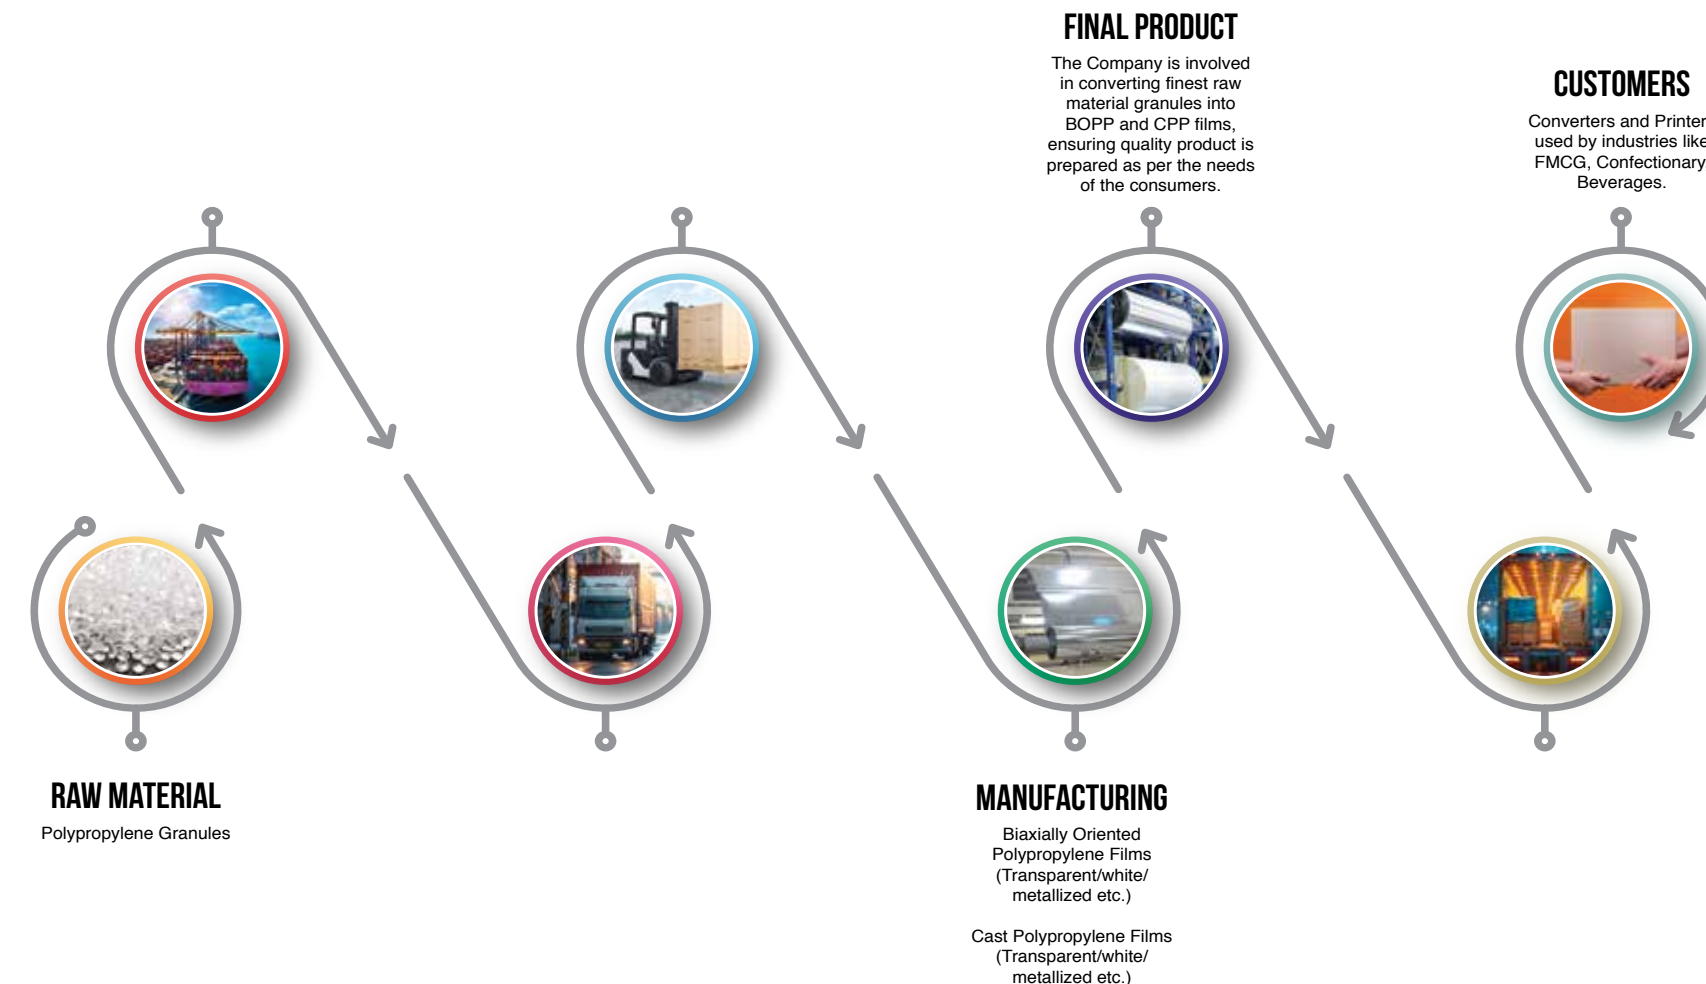 FINAL PRODUCT
The Company is involved
in converting finest raw
material granules into
BOPP and CPP films,
ensuring quality product is
prepared as per the needs
of the consumers.
CUSTOMERS
Converters and Printer
used by industries like
FMCG, Confectionary
Beverages.
RAW MATERIAL
Polypropylene Granules
MANUFACTURING
Biaxially Oriented
Polypropylene Films
(Transparent/white/
metallized etc.)
Cast Polypropylene Films
(Transparent/white/
metallized etc.)